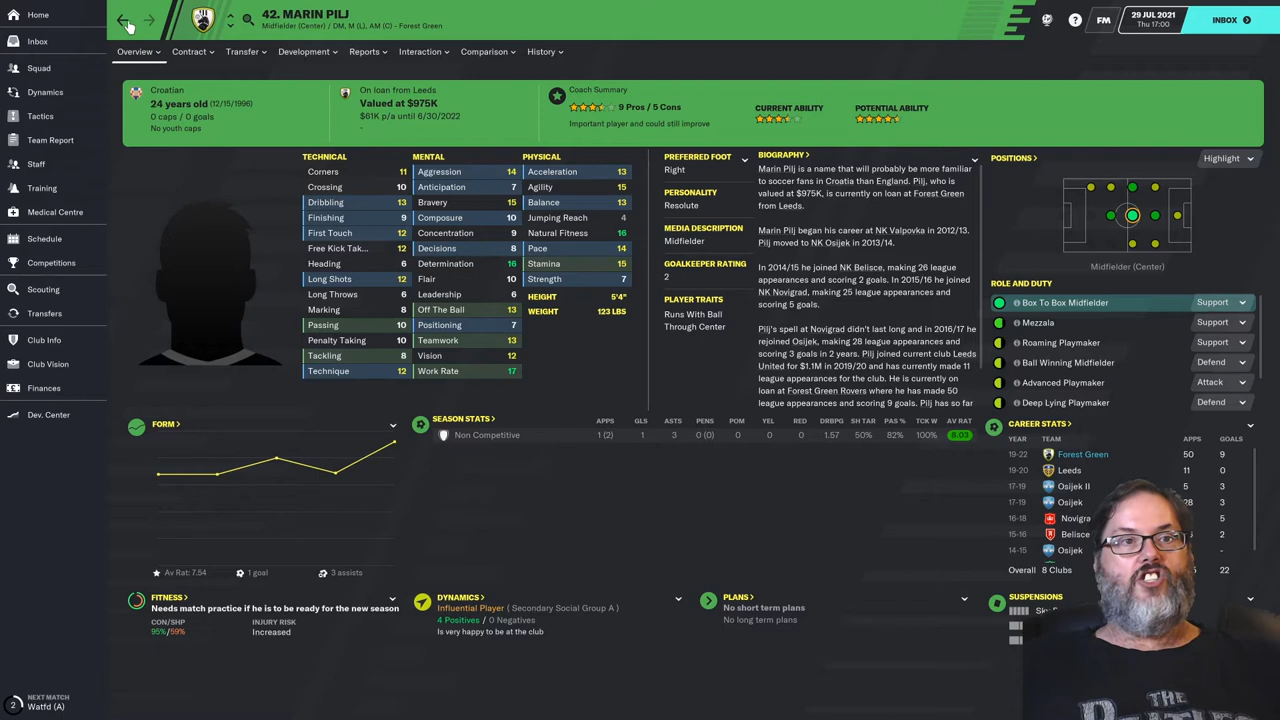 Home
Inbox
Squad
Dynamics
Tactics
Team Report
Staff
Training
Medical Centre
Schedule
Competitions
Scouting
Transfers
Club Info
Club Vision
Finances
Dev. Center
2 NEXT MATCH
Watfd (A)
42. MARIN PILJ
Midfielder (Center) / DM, M (L), AM (C) - Forest Green
?
FM
29 JUL 2021
Thu 17:00
INBOX
Overview Contract Transfer Development Reports Interaction Comparison History
Croatian
24 years old (12/15/1996)
0 caps / 0 goals
No youth caps
On loan from Leeds
Valued at $975K
$61K p/a until 6/30/2022
-
Coach Summary
9 Pros / 5 Cons
Important player and could still improve
CURRENT ABILITY
POTENTIAL ABILITY
TECHNICAL
Corners 11
Crossing 10
Dribbling 13
Finishing 9
First Touch 12
Free Kick Tak... 12
Heading 6
Long Shots 12
Long Throws 6
Marking 8
Passing 10
Penalty Taking 10
Tackling 8
Technique 12
MENTAL
Aggression 14
Anticipation 7
Bravery 15
Composure 10
Concentration 9
Decisions 8
Determination 16
Flair 10
Leadership 6
Off The Ball 13
Positioning 7
Teamwork 13
Vision 12
Work Rate 17
PHYSICAL
Acceleration 13
Agility 15
Balance 13
Jumping Reach 4
Natural Fitness 16
Pace 14
Stamina 15
Strength 7
HEIGHT
5'4"
WEIGHT
123 LBS
PREFERRED FOOT
Right
PERSONALITY
Resolute
MEDIA DESCRIPTION
Midfielder
GOALKEEPER RATING
2
PLAYER TRAITS
Runs With Ball
Through Center
BIOGRAPHY
Marin Pilj is a name that will probably be more familiar
to soccer fans in Croatia than England. Pilj, who is
valued at $975K, is currently on loan at Forest Green
from Leeds.
Marin Pilj began his career at NK Valpovka in 2012/13.
Pilj moved to NK Osijek in 2013/14.
In 2014/15 he joined NK Belisce, making 26 league
appearances and scoring 2 goals. In 2015/16 he joined
NK Novigrad, making 25 league appearances and scoring
5 goals.
Pilj's spell at Novigrad didn't last long and in 2016/17 he
rejoined Osijek, making 28 league appearances and
scoring 3 goals in 2 years. Pilj joined current club Leeds
United for $1.1M in 2019/20 and has currently made 11
league appearances for the club. He is currently on
loan at Forest Green Rovers where he has made 50
league appearances and scoring 9 goals. Pilj has so far
POSITIONS
Highlight
Midfielder (Center)
ROLE AND DUTY
Box To Box Midfielder Support
Mezzala Support
Roaming Playmaker Support
Ball Winning Midfielder Defend
Advanced Playmaker Attack
Deep Lying Playmaker Defend
FORM
Av Rat: 7.54 1 goal 3 assists
SEASON STATS APPS GLS ASTS PENS POM YEL RED DRBPG SH TAR PAS % TCK W AV RAT
Non Competitive 1 (2) 1 3 0 (0) 0 0 0 1.57 50% 82% 100% 8.03
CAREER STATS
YEAR TEAM APPS GOALS
19-22 Forest Green 50 9
19-20 Leeds 11 0
17-19 Osijek II 5 3
17-19 Osijek 28 3
16-18 Novigra 5
15-16 Belisce 2
14-15 Osijek -
Overall 8 Clubs 22
FITNESS
Needs match practice if he is to be ready for the new season
CON/SHP
95%/59%
INJURY RISK
Increased
DYNAMICS
Influential Player ( Secondary Social Group A )
4 Positives / 0 Negatives
Is very happy to be at the club
PLANS
No short term plans
No long term plans
SUSPENSIONS
Sky
THE